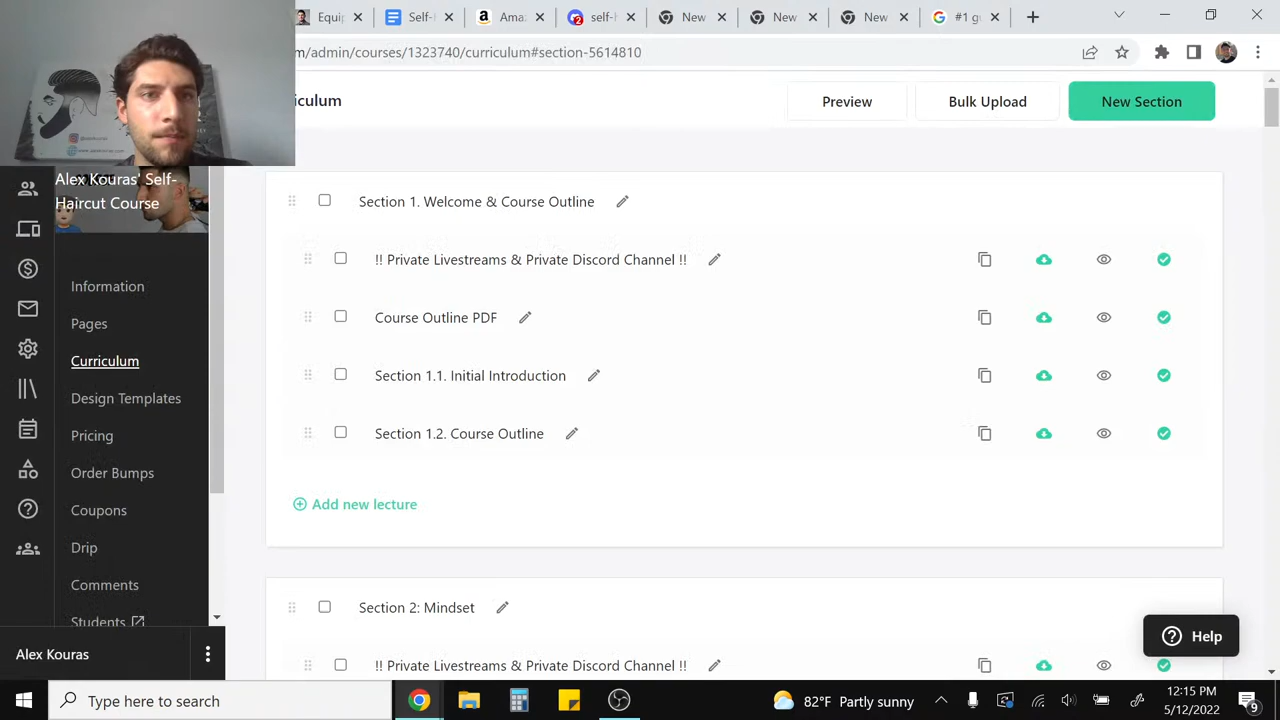 Equip
Self-
Ama
self-h
New
New
New
#1 g
m/admin/courses/1323740/curriculum#section-5614810
iculum
Preview
Bulk Upload
New Section
Alex Kouras' Self-
Haircut Course
Information
Pages
Curriculum
Design Templates
Pricing
Order Bumps
Coupons
Drip
Comments
Students
Alex Kouras
Section 1. Welcome & Course Outline
!! Private Livestreams & Private Discord Channel !!
Course Outline PDF
Section 1.1. Initial Introduction
Section 1.2. Course Outline
Add new lecture
Section 2: Mindset
!! Private Livestreams & Private Discord Channel !!
Help
Type here to search
82°F Partly sunny
12:15 PM
5/12/2022
9